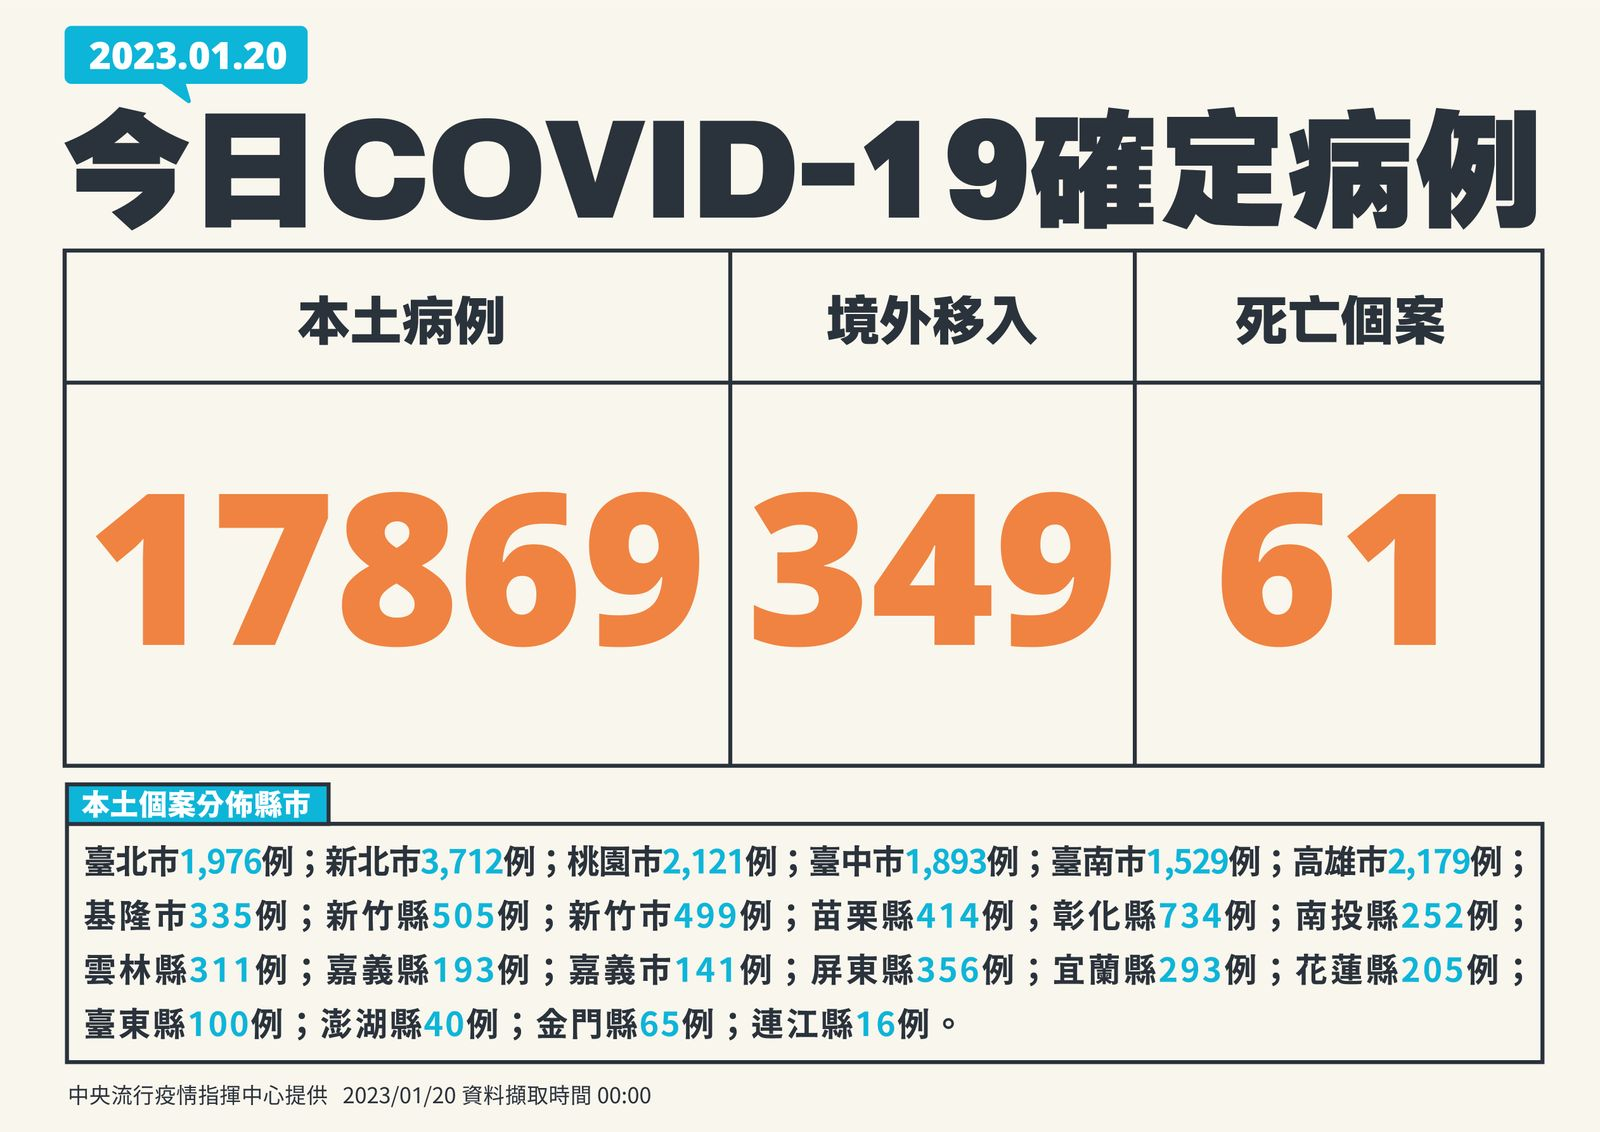 2023.01.20
今日COVID-19確定病例
本土病例 境外移入 死亡個案
17869 349 61
本土個案分佈縣市
臺北市1,976例；新北市3,712例；桃園市2,121例；臺中市1,893例；臺南市1,529例；高雄市2,179例；
基隆市335例；新竹縣505例；新竹市499例；苗栗縣414例；彰化縣734例；南投縣252例；
雲林縣311例；嘉義縣193例；嘉義市141例；屏東縣356例；宜蘭縣293例；花蓮縣205例；
臺東縣100例；澎湖縣40例；金門縣65例；連江縣16例。
中央流行疫情指揮中心提供 2023/01/20 資料擷取時間 00:00